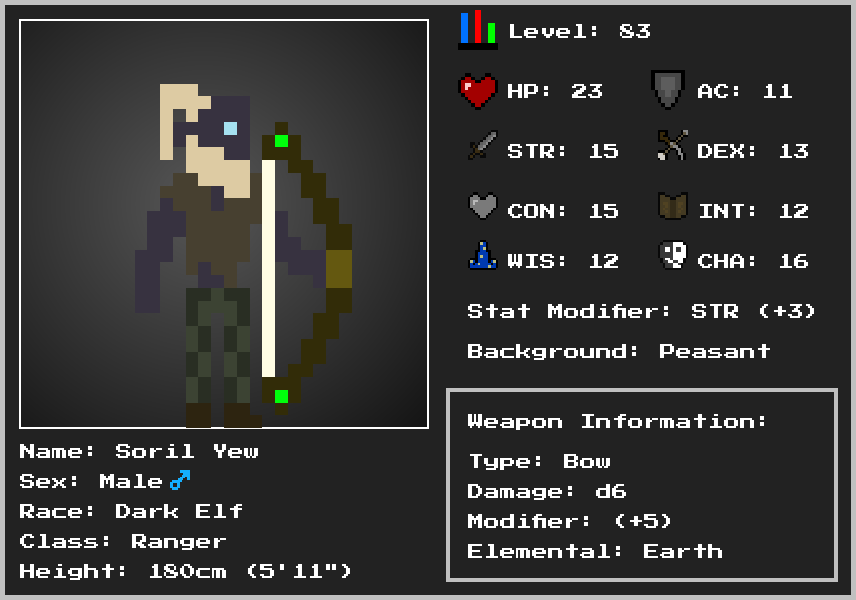 Level: 83
HP: 23
AC: 11
STR: 15
DEX: 13
CON: 15
INT: 12
WIS: 12
CHA: 16
Stat Modifier: STR (+3)
Background: Peasant
Name: Soril Yew
Sex: Male ♂
Race: Dark Elf
Class: Ranger
Height: 180cm (5'11")
Weapon Information:
Type: Bow
Damage: d6
Modifier: (+5)
Elemental: Earth